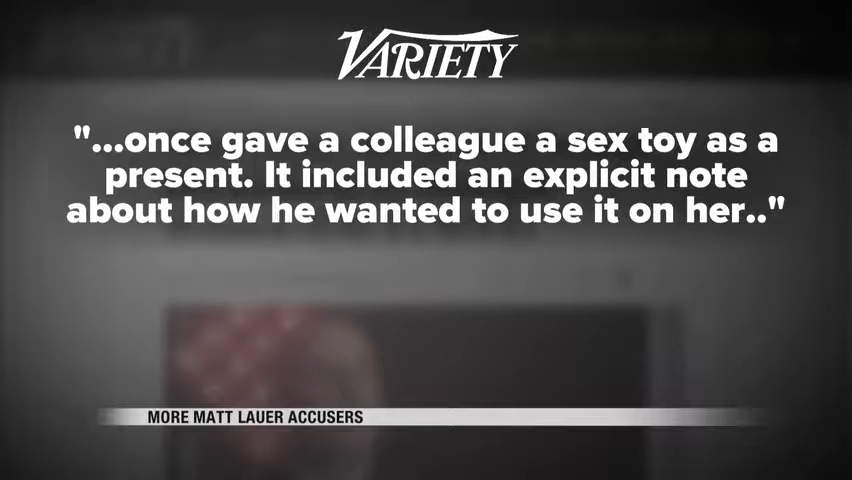 VARIETY
"...once gave a colleague a sex toy as a
present. It included an explicit note
about how he wanted to use it on her.."
MORE MATT LAUER ACCUSERS